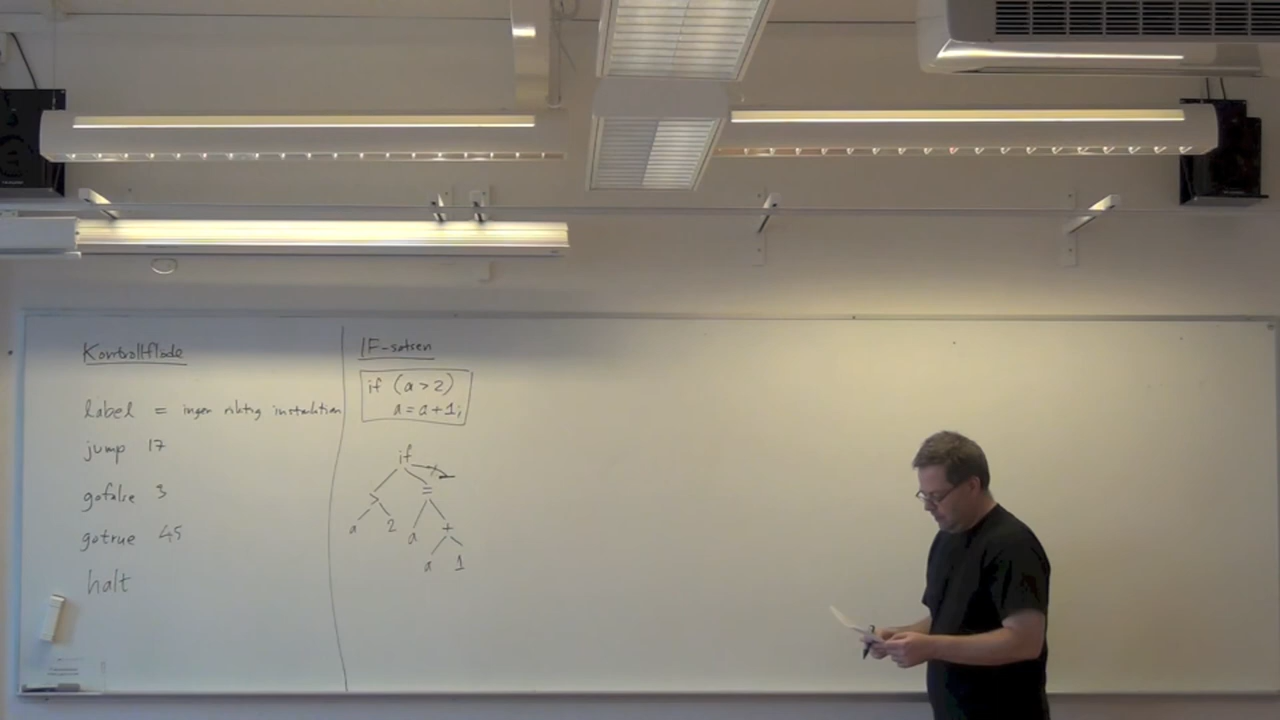 Kontrollflöde
label = ingen riktig instruktion
jump 17
gofalse 3
gotrue 45
halt
IF-satsen
if (a > 2)
a = a + 1;
if
> =
a 2 a +
a 1